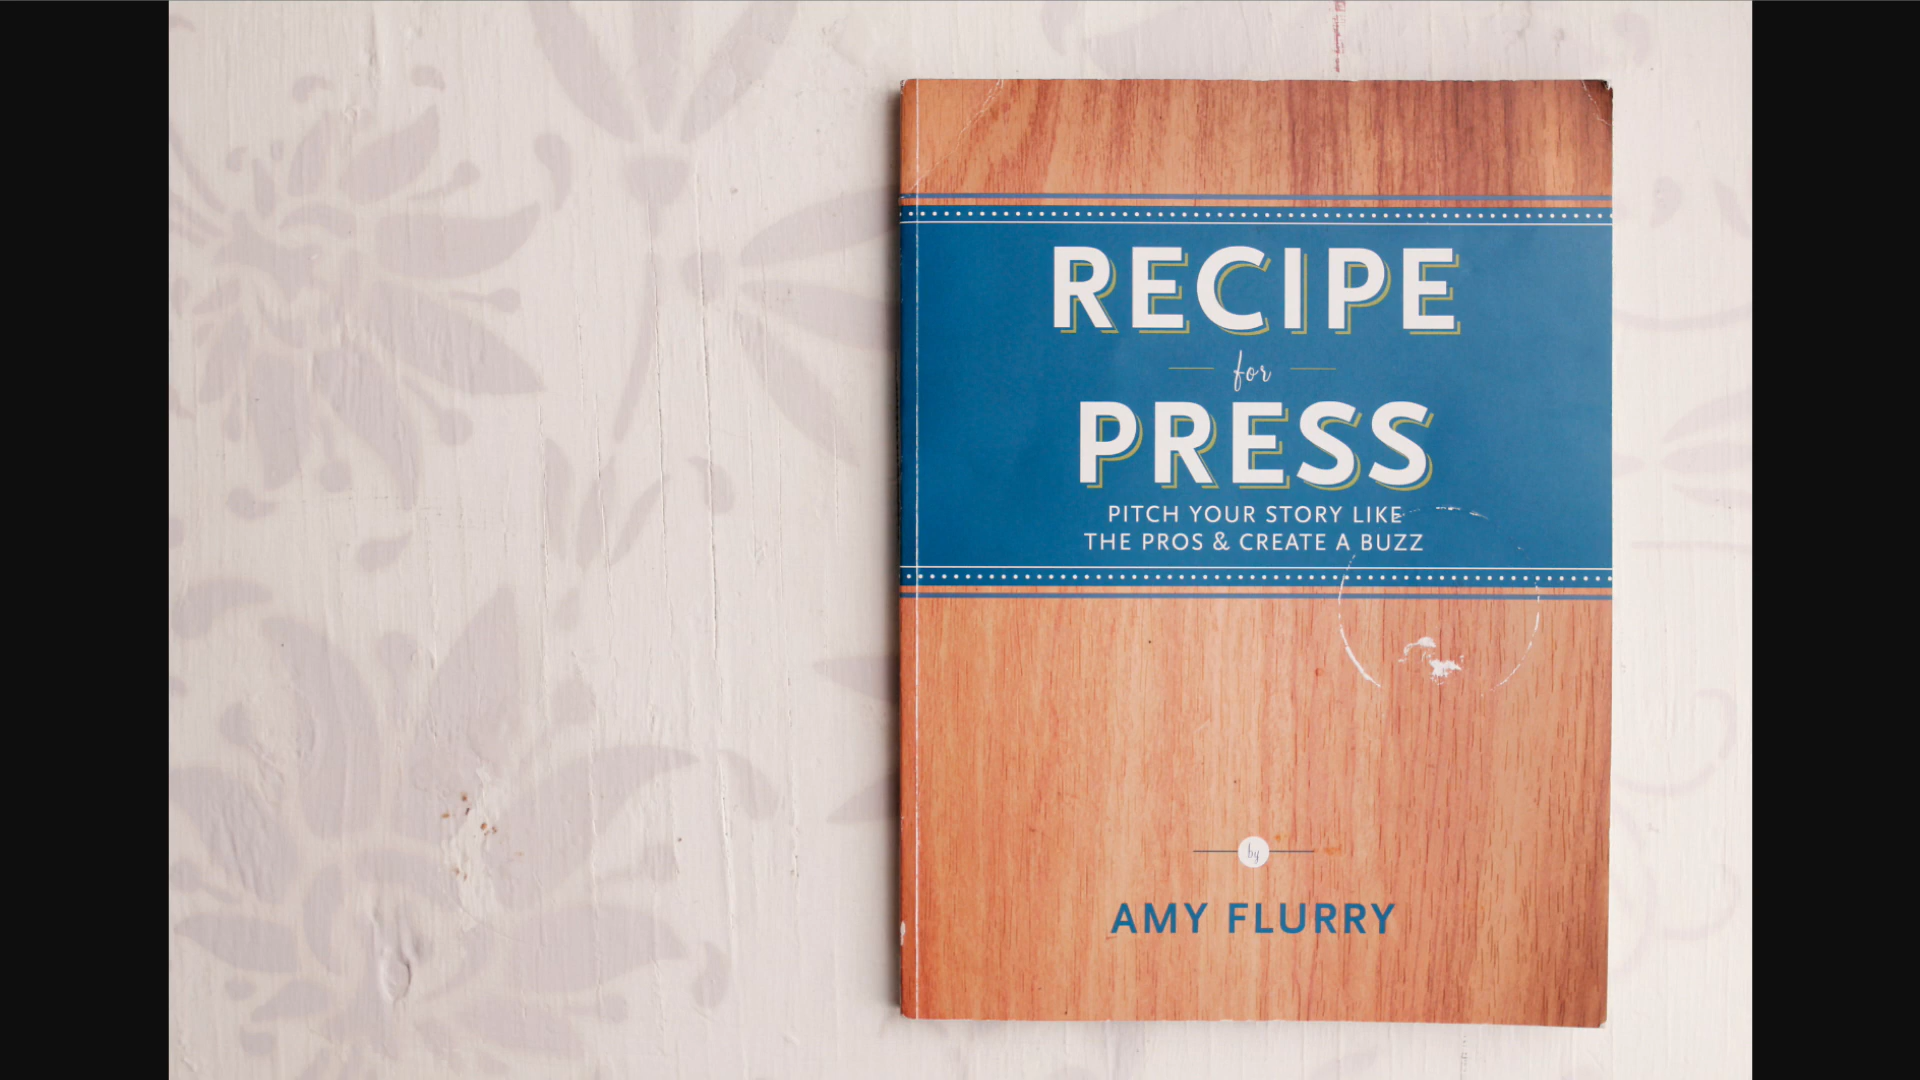 RECIPE
for
PRESS
PITCH YOUR STORY LIKE
THE PROS & CREATE A BUZZ
by
AMY FLURRY